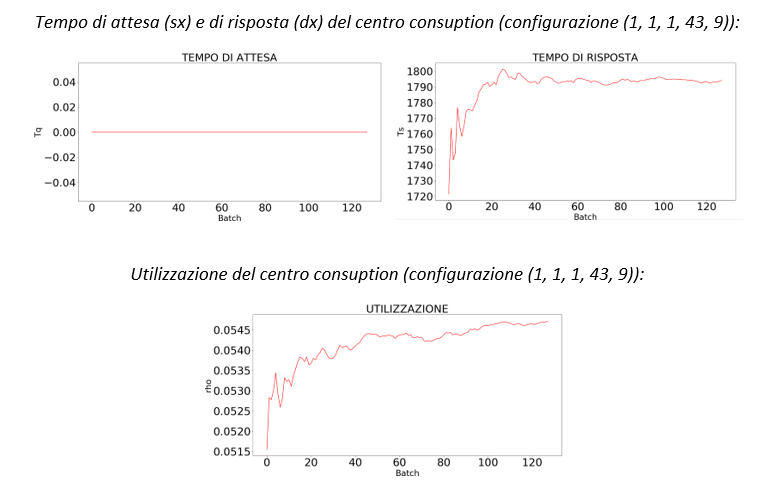 Tempo di attesa (sx) e di risposta (dx) del centro consuption (configurazione (1, 1, 1, 43, 9)):
TEMPO DI ATTESA
0.04
0.02
0.00
−0.02
−0.04
Tq
0 20 40 60 80 100 120
Batch
TEMPO DI RISPOSTA
1800
1790
1780
1770
1760
1750
1740
1730
1720
Ts
0 20 40 60 80 100 120
Batch
Utilizzazione del centro consuption (configurazione (1, 1, 1, 43, 9)):
UTILIZZAZIONE
0.0545
0.0540
0.0535
0.0530
0.0525
0.0520
0.0515
rho
0 20 40 60 80 100 120
Batch